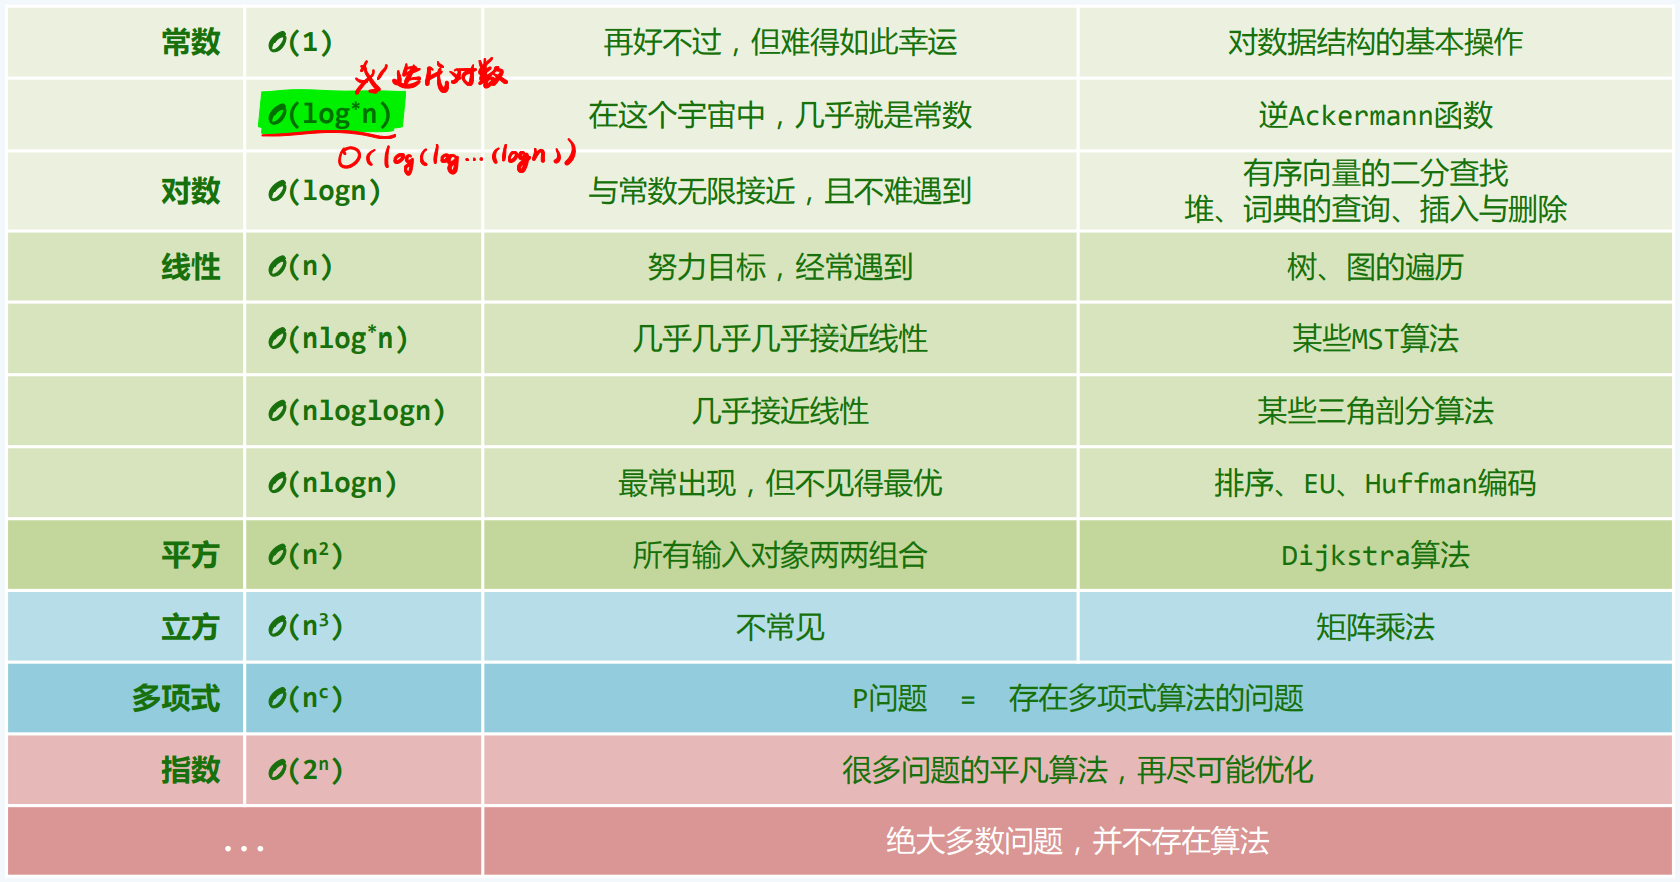 常数 O(1) 再好不过，但难得如此幸运 对数据结构的基本操作
迭代对数
O(log*n) 在这个宇宙中，几乎就是常数 逆Ackermann函数
O(log(log…(logn))
对数 O(logn) 与常数无限接近，且不难遇到 有序向量的二分查找
堆、词典的查询、插入与删除
线性 O(n) 努力目标，经常遇到 树、图的遍历
O(nlog*n) 几乎几乎几乎接近线性 某些MST算法
O(nloglogn) 几乎接近线性 某些三角剖分算法
O(nlogn) 最常出现，但不见得最优 排序、EU、Huffman编码
平方 O(n²) 所有输入对象两两组合 Dijkstra算法
立方 O(n³) 不常见 矩阵乘法
多项式 O(nᶜ) P问题 = 存在多项式算法的问题
指数 O(2ⁿ) 很多问题的平凡算法，再尽可能优化
... 绝大多数问题，并不存在算法